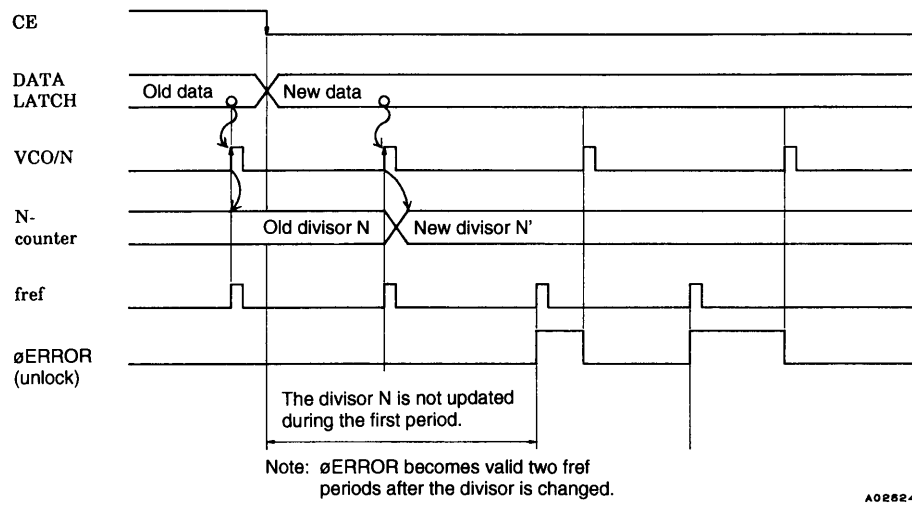 CE
DATA
LATCH
Old data
New data
VCO/N
N-
counter
Old divisor N
New divisor N'
fref
øERROR
(unlock)
The divisor N is not updated
during the first period.
Note: øERROR becomes valid two fref
periods after the divisor is changed.
A02624